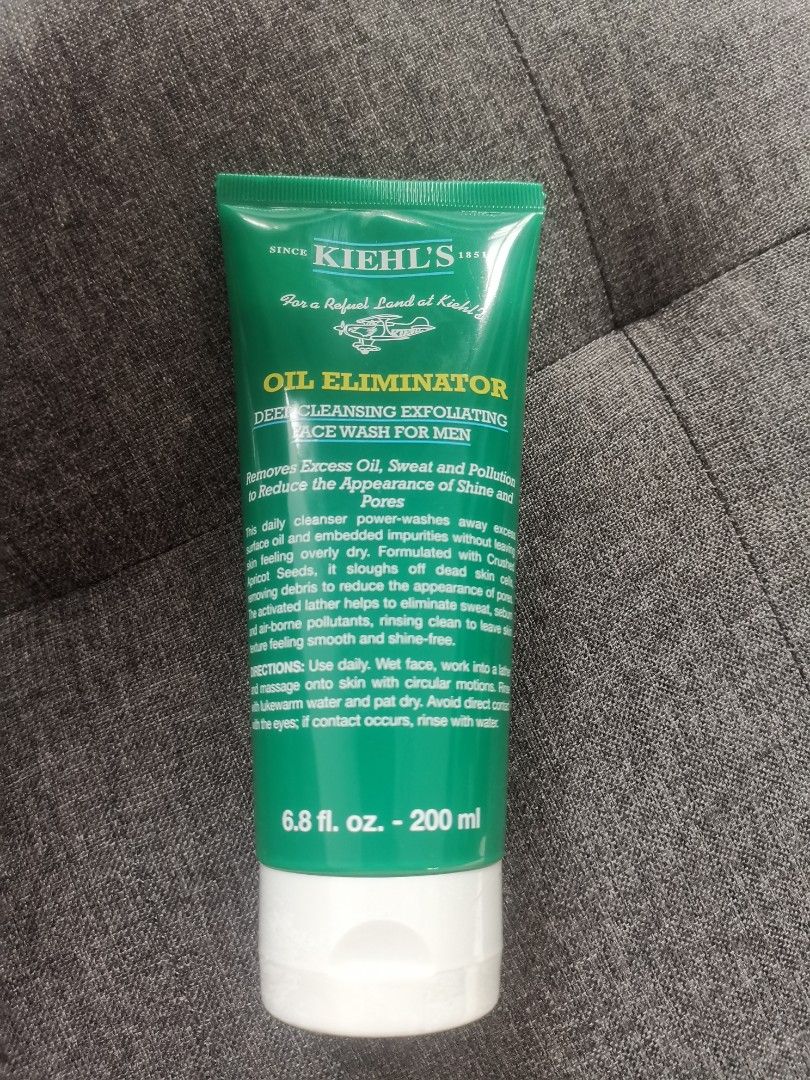 SINCE KIEHL'S 1851
For a Refuel Land at Kiehl's
KIEHL'S
OIL ELIMINATOR
DEEP CLEANSING EXFOLIATING
FACE WASH FOR MEN
Removes Excess Oil, Sweat and Pollution
to Reduce the Appearance of Shine and
Pores
This daily cleanser power-washes away excess
surface oil and embedded impurities without leaving
skin feeling overly dry. Formulated with Crushed
Apricot Seeds, it sloughs off dead skin cells,
removing debris to reduce the appearance of pores.
The activated lather helps to eliminate sweat, sebum
and air-borne pollutants, rinsing clean to leave skin
texture feeling smooth and shine-free.
DIRECTIONS: Use daily. Wet face, work into a lather
and massage onto skin with circular motions. Rinse
with lukewarm water and pat dry. Avoid direct contact
with the eyes; if contact occurs, rinse with water.
6.8 fl. oz. - 200 ml